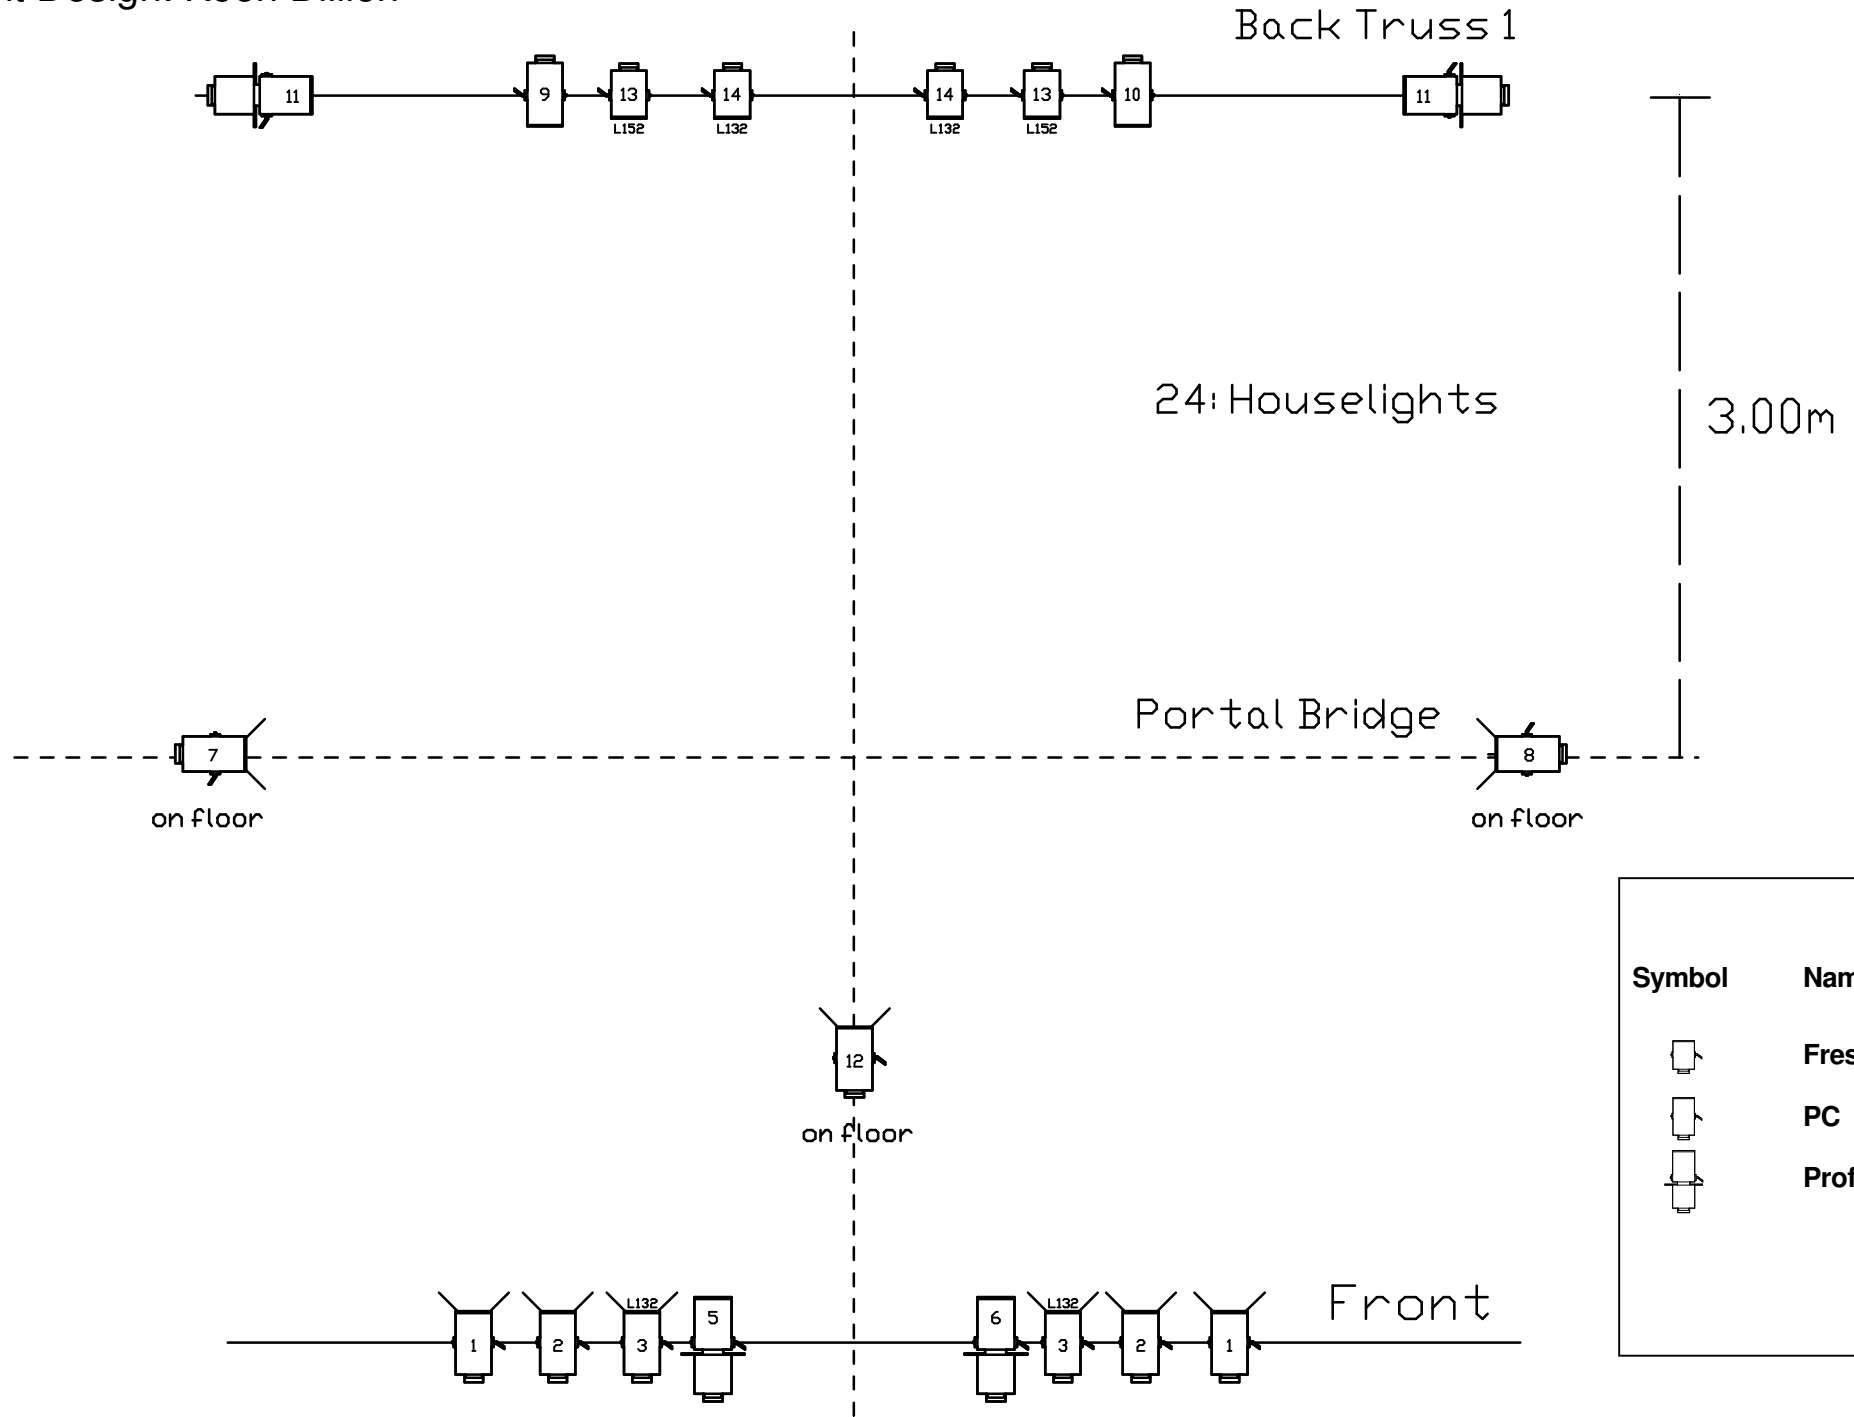 Back Truss 1
11 9 13 14 14 13 10 11
L152 L132 L132 L152
24: Houselights
3.00m
Portal Bridge
7 8
on floor on floor
Symbol
12
PC
on floor
L132 L132
Front
5 6
1 2 3 3 2 1